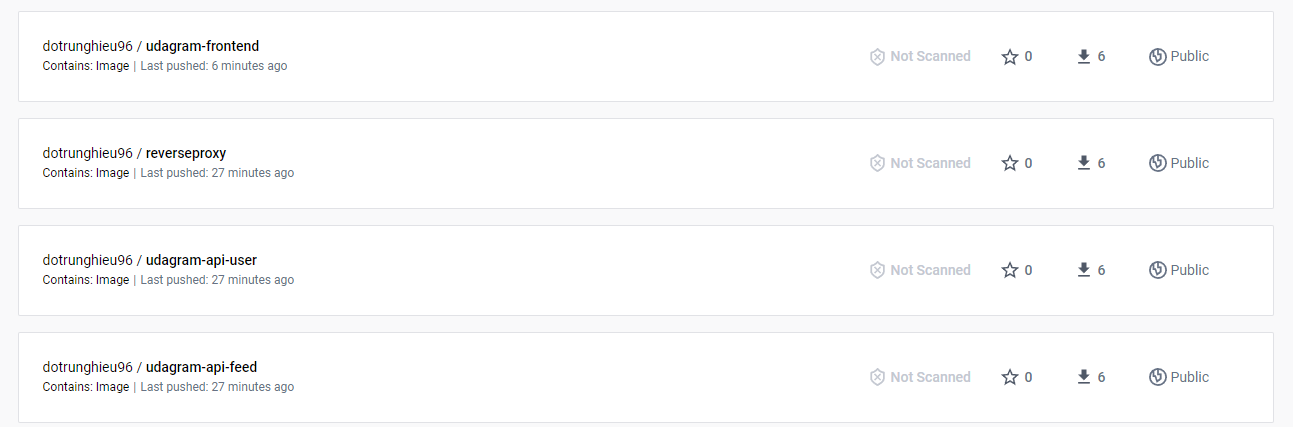 dotrunghieu96 / udagram-frontend
Contains: Image | Last pushed: 6 minutes ago
Not Scanned 0 6 Public
dotrunghieu96 / reverseproxy
Contains: Image | Last pushed: 27 minutes ago
Not Scanned 0 6 Public
dotrunghieu96 / udagram-api-user
Contains: Image | Last pushed: 27 minutes ago
Not Scanned 0 6 Public
dotrunghieu96 / udagram-api-feed
Contains: Image | Last pushed: 27 minutes ago
Not Scanned 0 6 Public